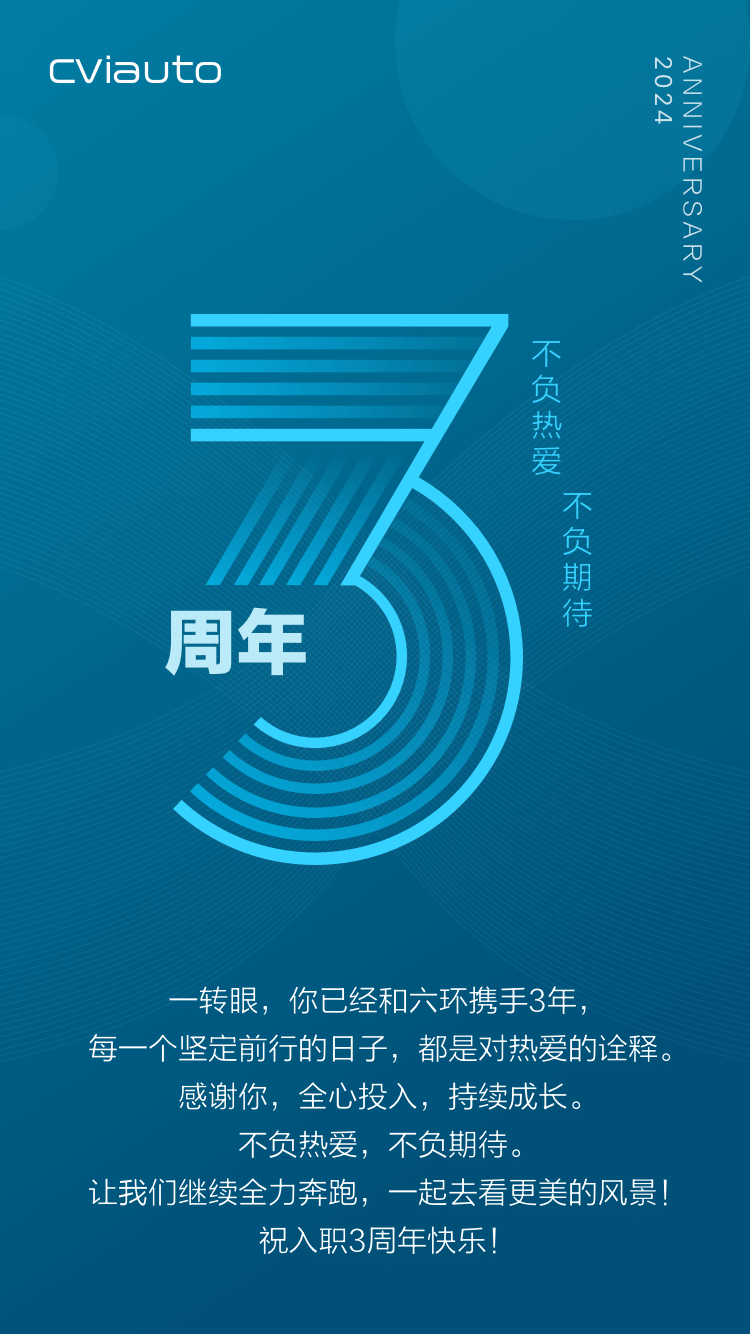 cviauto
ANNIVERSARY
2024
3
不负热爱
不负期待
周年
一转眼，你已经和六环携手3年，
每一个坚定前行的日子，都是对热爱的诠释。
感谢你，全心投入，持续成长。
不负热爱，不负期待。
让我们继续全力奔跑，一起去看更美的风景！
祝入职3周年快乐！